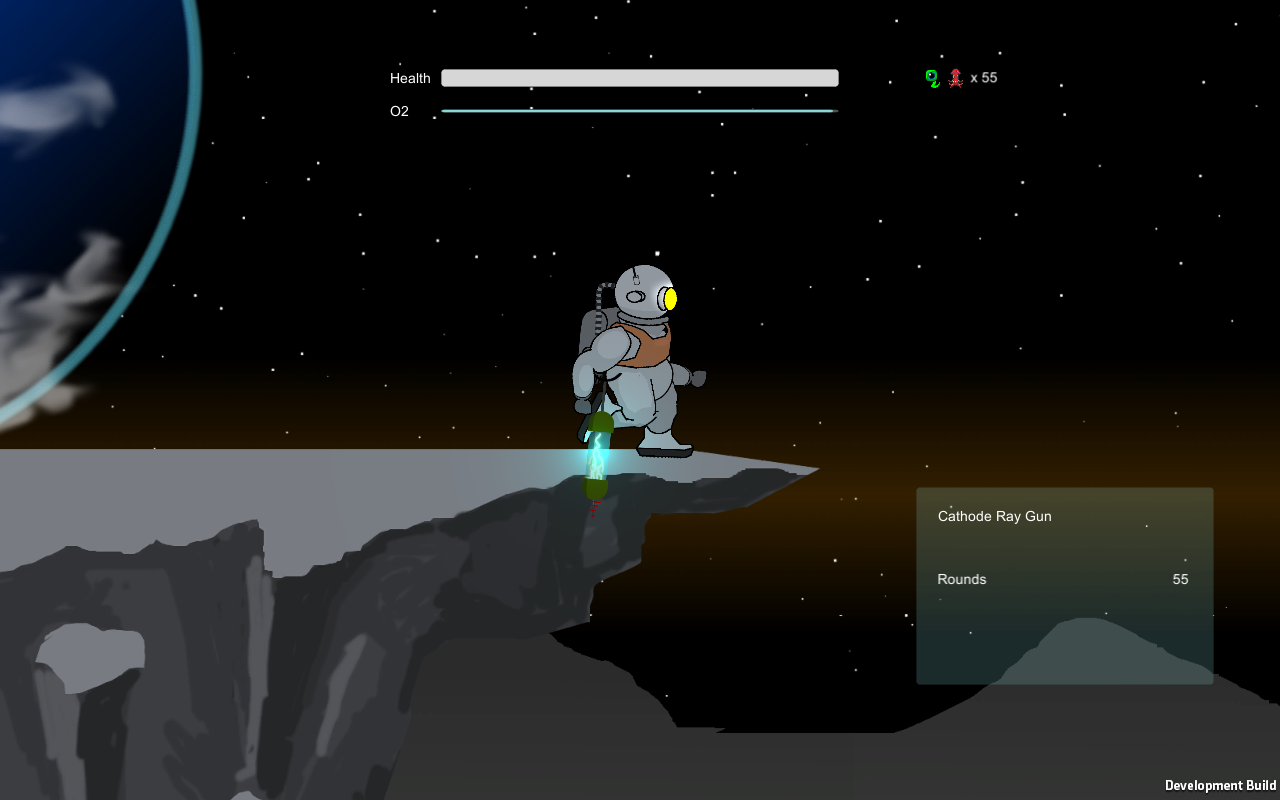 Health
x 55
O2
Cathode Ray Gun
Rounds 55
Development Build